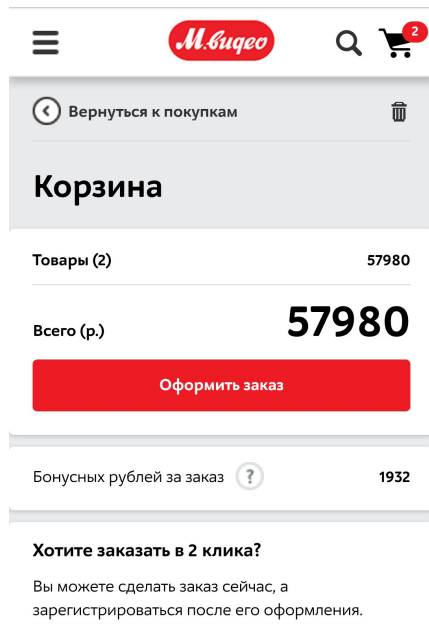 М.видео
2
Вернуться к покупкам
Корзина
Товары (2) 57980
Всего (р.) 57980
Оформить заказ
Бонусных рублей за заказ ? 1932
Хотите заказать в 2 клика?
Вы можете сделать заказ сейчас, а
зарегистрироваться после его оформления.